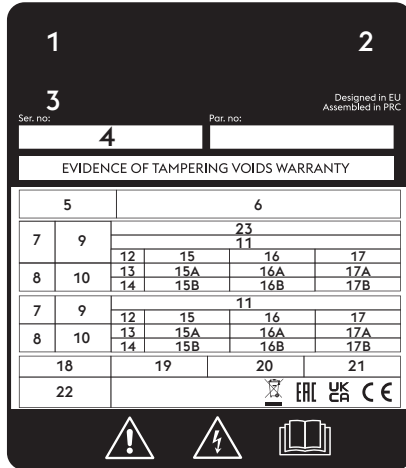 1 2
3
Designed in EU
Assembled in PRC
Ser. no: Par. no:
4
EVIDENCE OF TAMPERING VOIDS WARRANTY
5 6
7 9 23
11
12 15 16 17
8 10 13 15A 16A 17A
14 15B 16B 17B
7 9 11
12 15 16 17
8 10 13 15A 16A 17A
14 15B 16B 17B
18 19 20 21
22 EAC UK CA CE